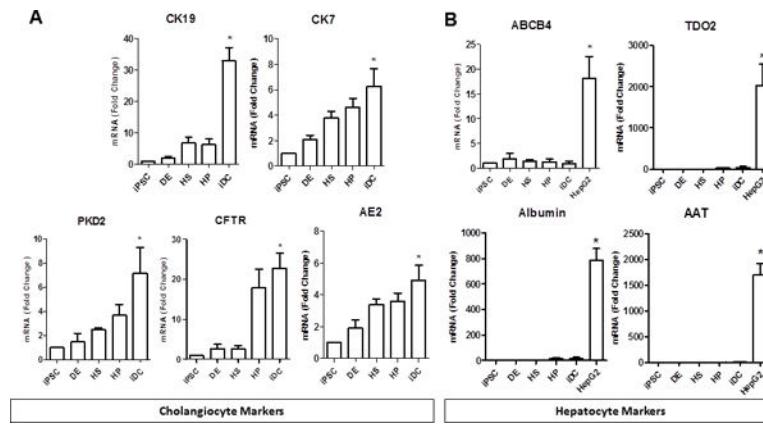 A
CK19
mRNA (Fold Change)
40
30
20
10
0
iPSC
DE
HS
HP
iDC
*
CK7
mRNA (Fold Change)
8
6
4
2
0
iPSC
DE
HS
HP
iDC
*
PKD2
mRNA (Fold Change)
10
8
6
4
2
0
iPSC
DE
HS
HP
iDC
*
CFTR
mRNA (Fold Change)
30
20
10
0
iPSC
DE
HS
HP
iDC
*
AE2
mRNA (Fold Change)
8
6
4
2
0
iPSC
DE
HS
HP
iDC
*
Cholangiocyte Markers
B
ABCB4
mRNA (Fold Change)
25
20
15
10
5
0
iPSC
DE
HS
HP
iDC
HepG2
*
TDO2
mRNA (Fold Change)
3000
2000
1000
0
iPSC
DE
HS
HP
iDC
HepG2
*
Albumin
mRNA (Fold Change)
1000
800
600
400
200
0
iPSC
DE
HS
HP
iDC
HepG2
*
AAT
mRNA (Fold Change)
2000
1500
1000
500
0
iPSC
DE
HS
HP
iDC
HepG2
*
Hepatocyte Markers